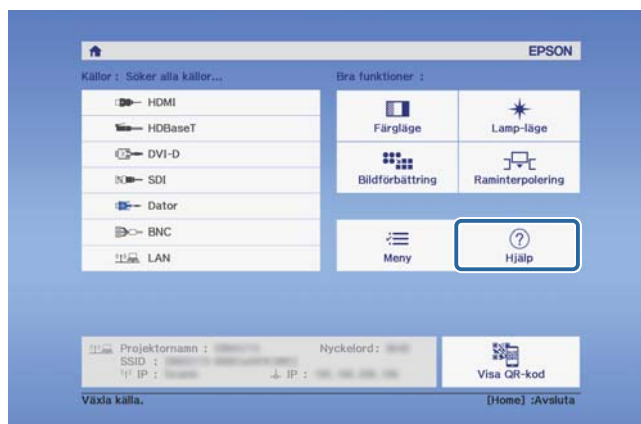 EPSON
Källor : Söker alla källor...
HDMI
HDBaseT
DVI-D
SDI
Dator
BNC
LAN
Bra funktioner :
Färgläge
Lamp-läge
Bildförbättring
Raminterpolering
Meny
Hjälp
Projektornamn :
Nyckelord:
SSID :
IP :
IP :
Visa QR-kod
Växla källa.
[Home] :Avsluta